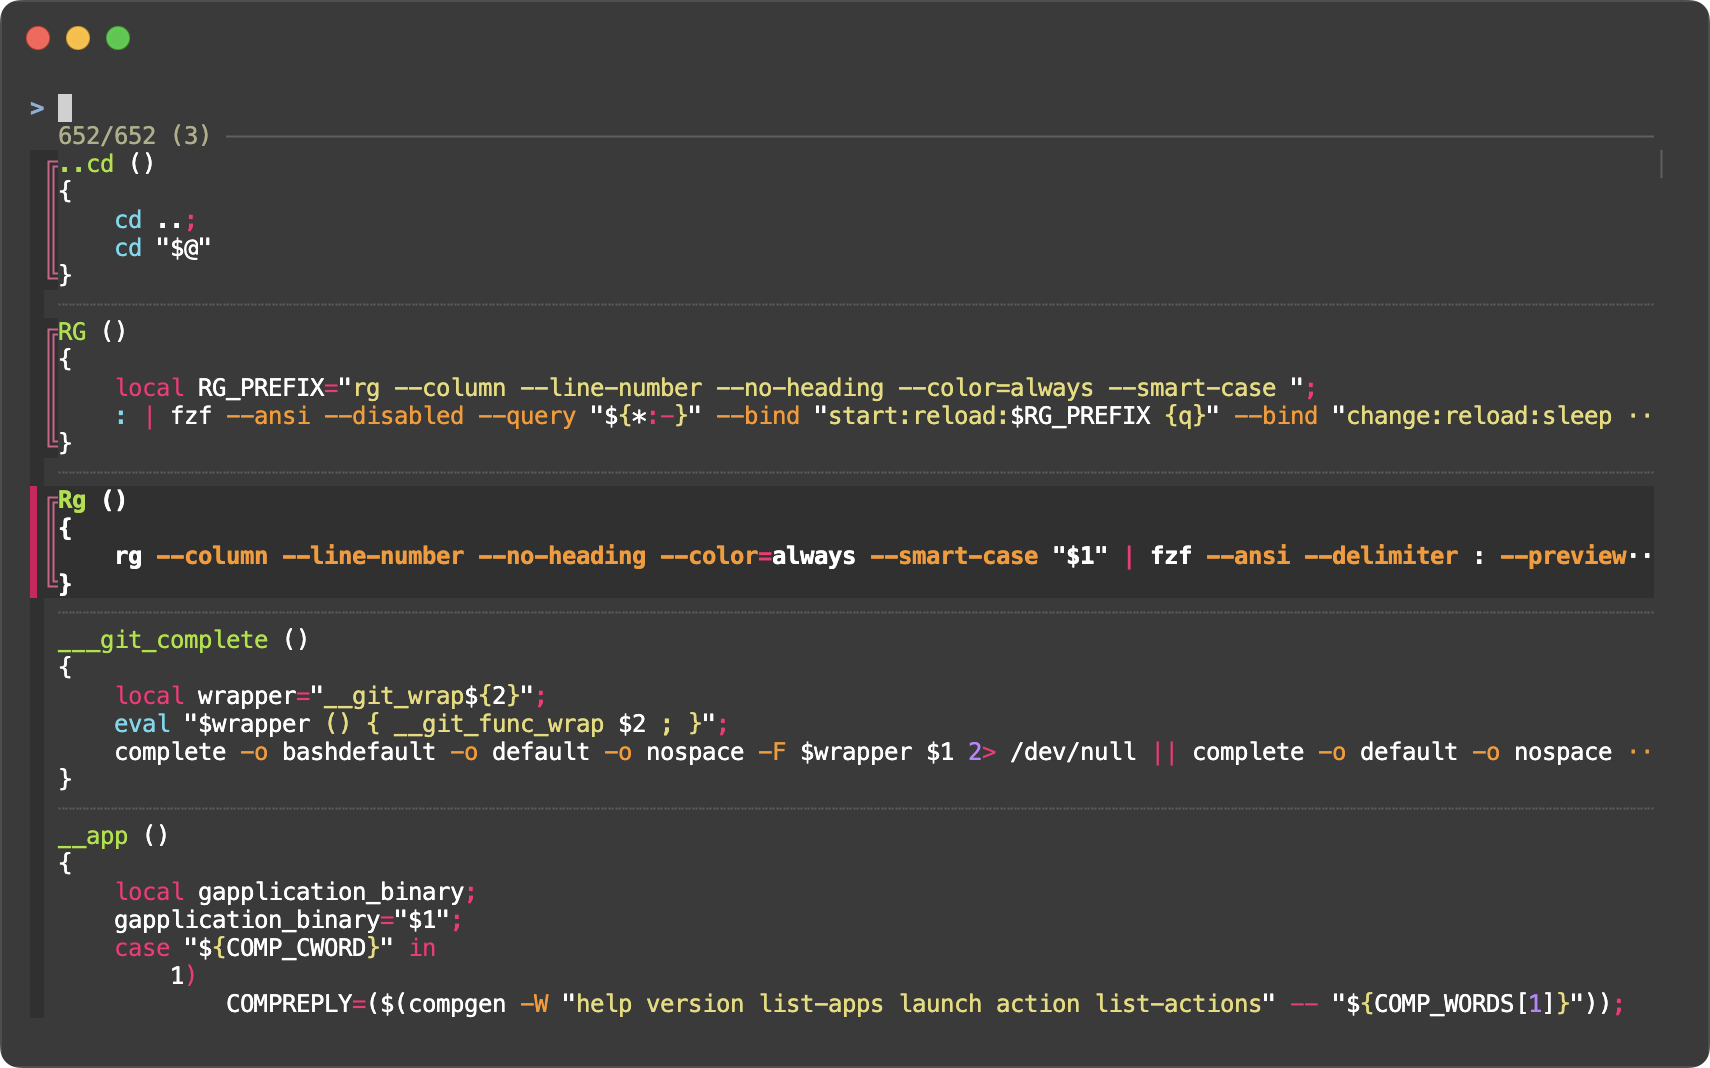 >
652/652 (3)
..cd ()
{
    cd ..;
    cd "$@"
}
RG ()
{
    local RG_PREFIX="rg --column --line-number --no-heading --color=always --smart-case ";
    : | fzf --ansi --disabled --query "${*:-}" --bind "start:reload:$RG_PREFIX {q}" --bind "change:reload:sleep ··
}
Rg ()
{
    rg --column --line-number --no-heading --color=always --smart-case "$1" | fzf --ansi --delimiter : --preview··
}
___git_complete ()
{
    local wrapper="__git_wrap${2}";
    eval "$wrapper () { __git_func_wrap $2 ; }";
    complete -o bashdefault -o default -o nospace -F $wrapper $1 2> /dev/null || complete -o default -o nospace ··
}
__app ()
{
    local gapplication_binary;
    gapplication_binary="$1";
    case "${COMP_CWORD}" in
        1)
            COMPREPLY=($(compgen -W "help version list-apps launch action list-actions" -- "${COMP_WORDS[1]}"));